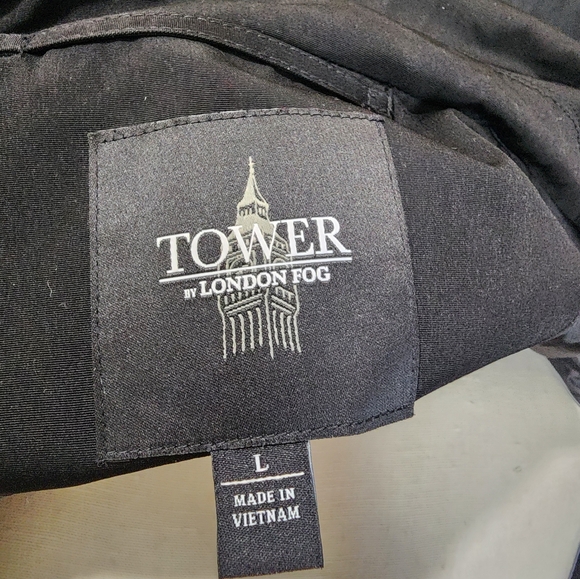 TOWER
BY LONDON FOG
L
MADE IN
VIETNAM